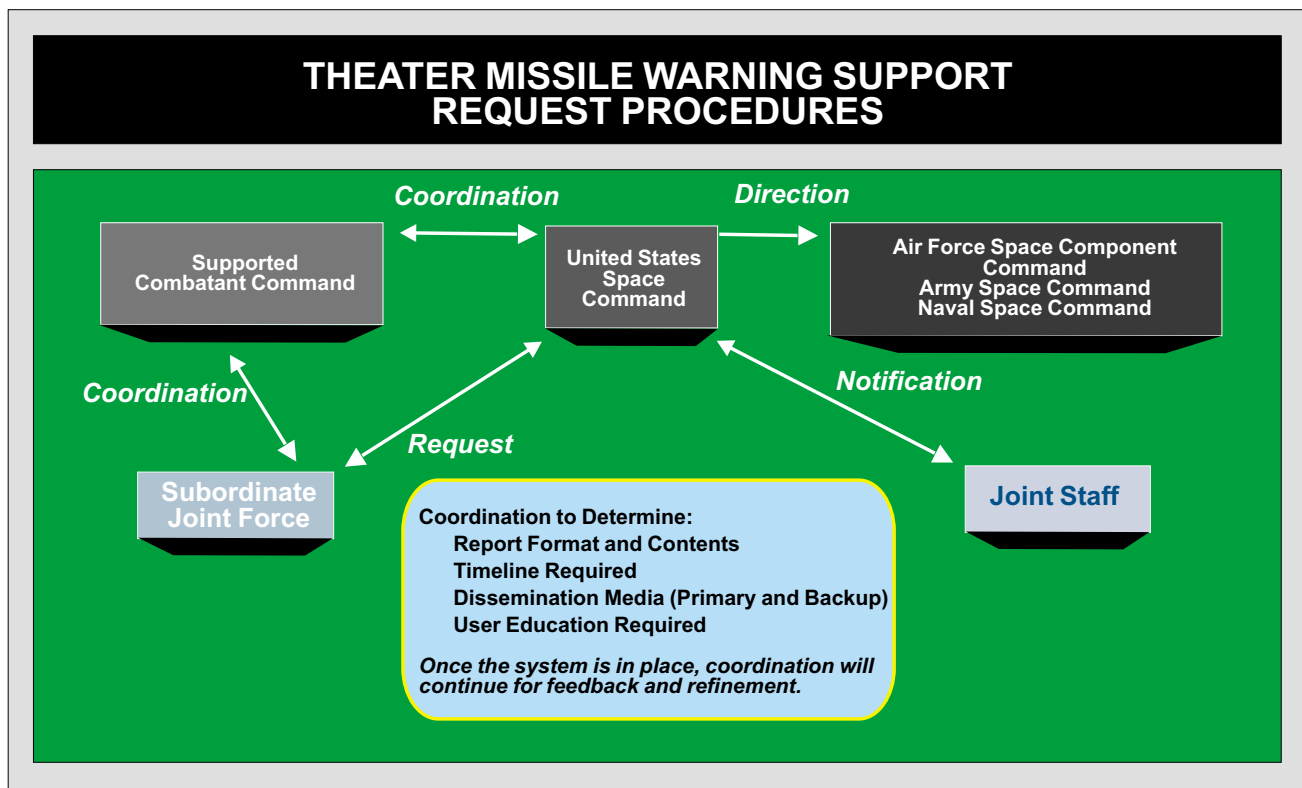 THEATER MISSILE WARNING SUPPORT
REQUEST PROCEDURES
Coordination
Direction
Supported
Combatant Command
United States
Space
Command
Air Force Space Component
Command
Army Space Command
Naval Space Command
Coordination
Notification
Request
Subordinate
Joint Force
Joint Staff
Coordination to Determine:
Report Format and Contents
Timeline Required
Dissemination Media (Primary and Backup)
User Education Required
Once the system is in place, coordination will
continue for feedback and refinement.